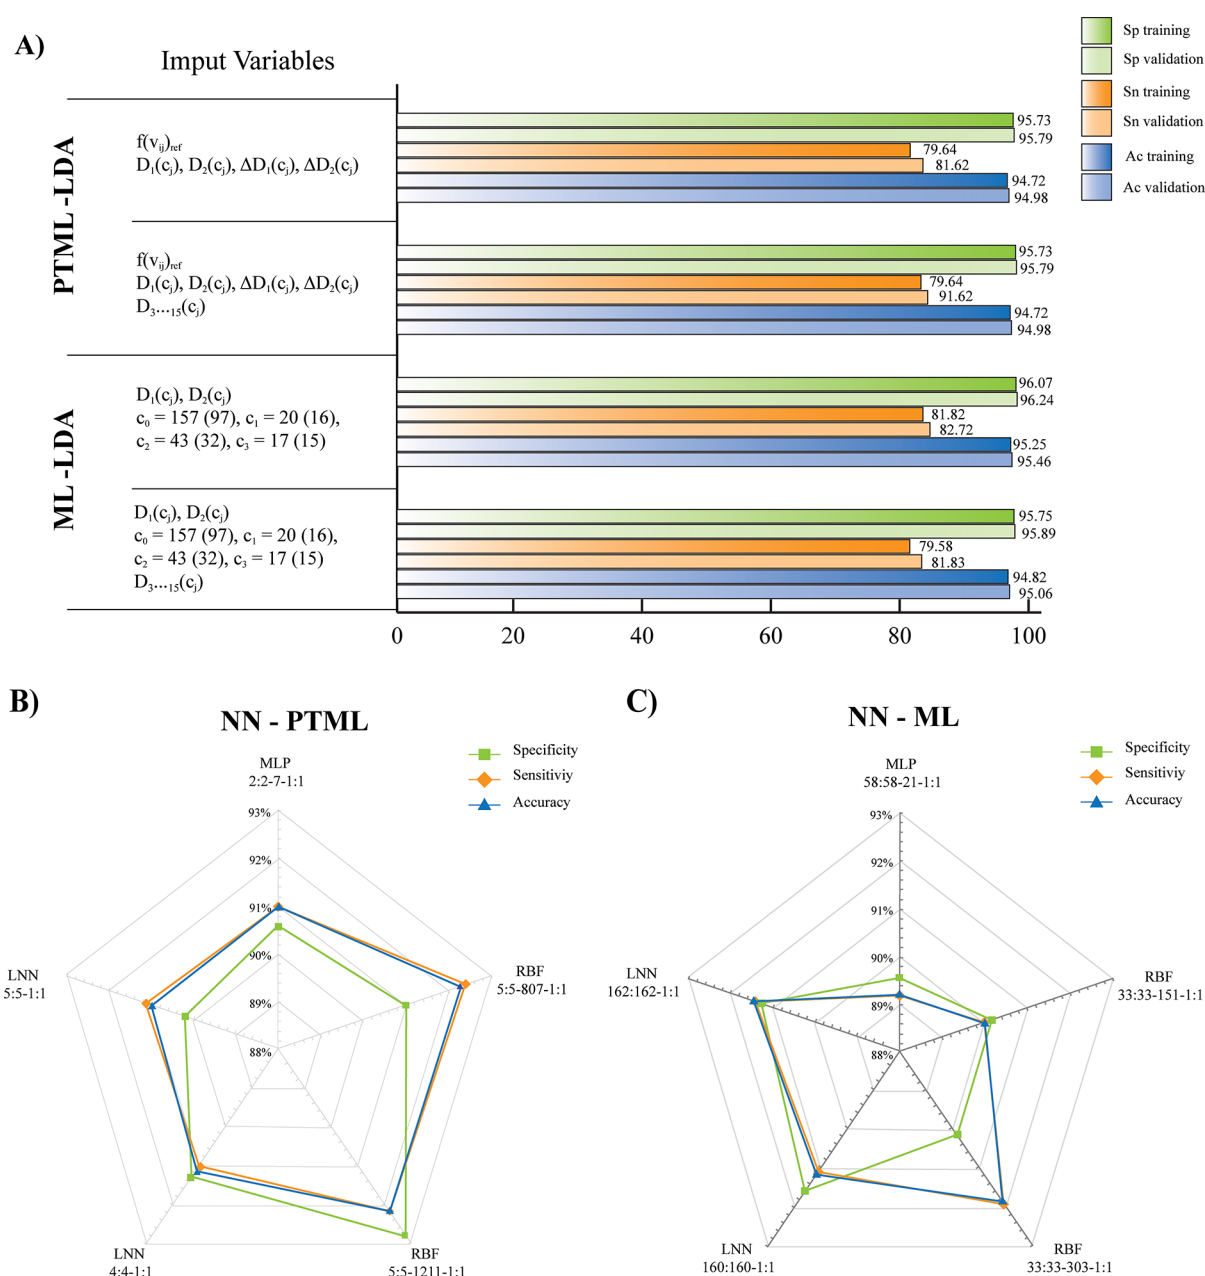 A)
Imput Variables
Sp training
Sp validation
Sn training
Sn validation
Ac training
Ac validation
PTML -LDA
f(vij)ref
D1(cj), D2(cj), ΔD1(cj), ΔD2(cj)
95.73
95.79
79.64
81.62
94.72
94.98
f(vij)ref
D1(cj), D2(cj), ΔD1(cj), ΔD2(cj)
D3...15(cj)
95.73
95.79
79.64
91.62
94.72
94.98
ML -LDA
D1(cj), D2(cj)
c0 = 157 (97), c1 = 20 (16),
c2 = 43 (32), c3 = 17 (15)
96.07
96.24
81.82
82.72
95.25
95.46
D1(cj), D2(cj)
c0 = 157 (97), c1 = 20 (16),
c2 = 43 (32), c3 = 17 (15)
D3...15(cj)
95.75
95.89
79.58
81.83
94.82
95.06
0 20 40 60 80 100
B)
NN - PTML
Specificity
Sensitiviy
Accuracy
MLP
2:2-7-1:1
93%
92%
91%
90%
89%
88%
LNN
5:5-1:1
RBF
5:5-807-1:1
LNN
4:4-1:1
RBF
5:5-1211-1:1
C)
NN - ML
Specificity
Sensitiviy
Accuracy
MLP
58:58-21-1:1
93%
92%
91%
90%
89%
88%
LNN
162:162-1:1
RBF
33:33-151-1:1
LNN
160:160-1:1
RBF
33:33-303-1:1